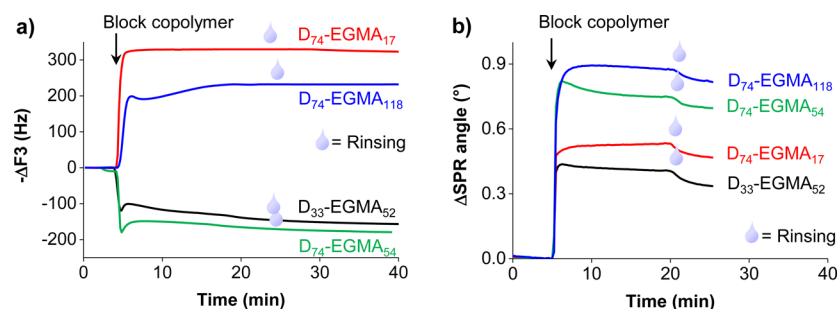 a)
Block copolymer
-ΔF3 (Hz)
300
200
100
0
-100
-200
D₇₄-EGMA₁₇
D₇₄-EGMA₁₁₈
= Rinsing
D₃₃-EGMA₅₂
D₇₄-EGMA₅₄
0 10 20 30 40
Time (min)
b)
Block copolymer
ΔSPR angle (°)
0.9
0.6
0.3
0.0
D₇₄-EGMA₁₁₈
D₇₄-EGMA₅₄
D₇₄-EGMA₁₇
D₃₃-EGMA₅₂
= Rinsing
0 10 20 30 40
Time (min)